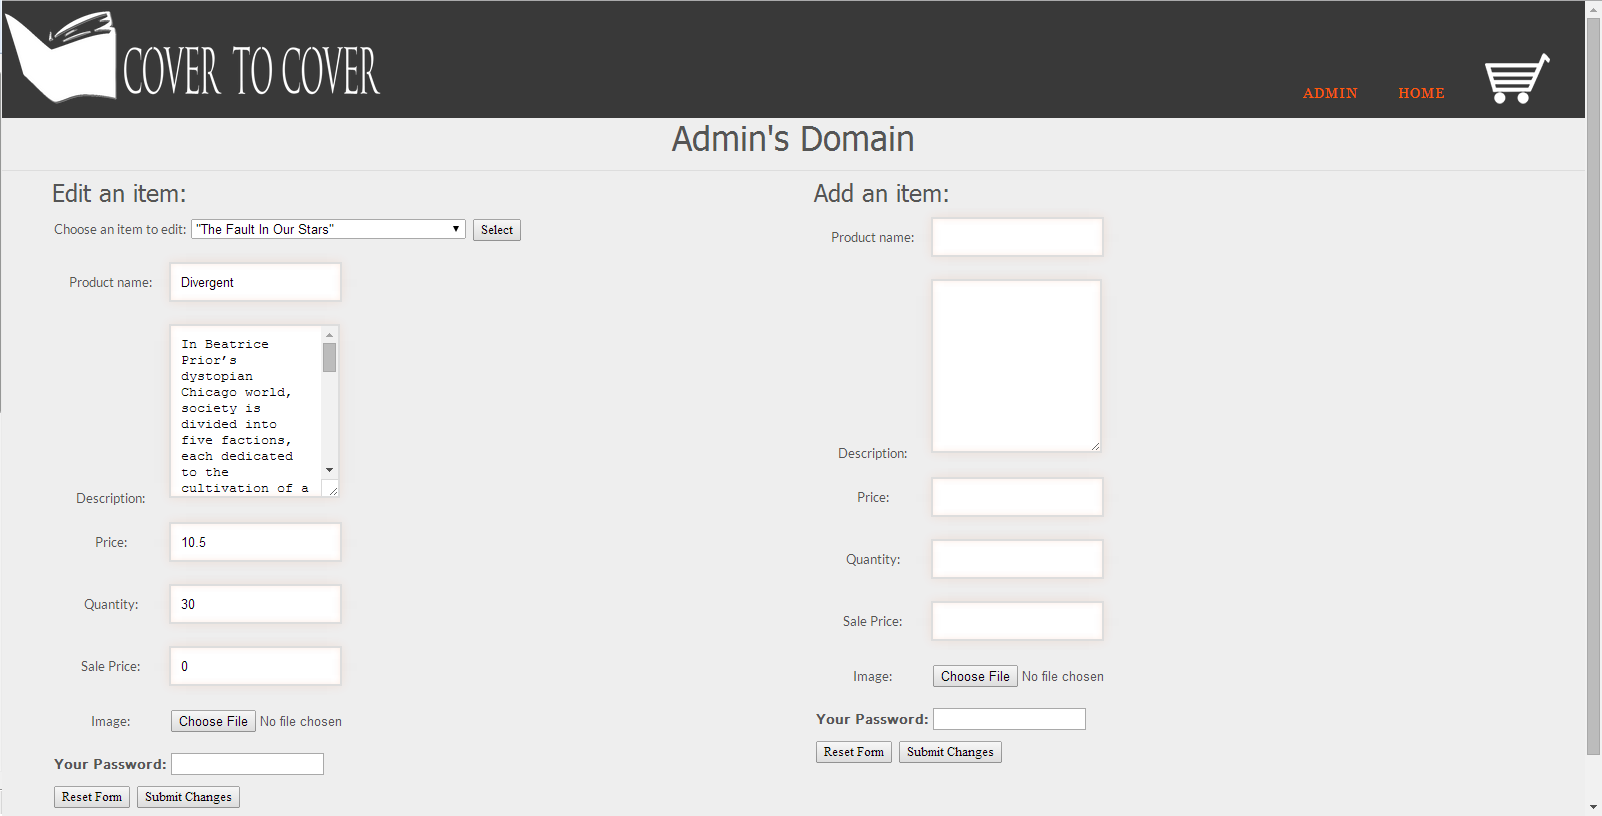 COVER TO COVER
ADMIN HOME
Admin's Domain
Edit an item:
Choose an item to edit: "The Fault In Our Stars" Select
Product name: Divergent
In Beatrice
Prior’s
dystopian
Chicago world,
society is
divided into
five factions,
each dedicated
to the
cultivation of a
Description:
Price: 10.5
Quantity: 30
Sale Price: 0
Image: Choose File No file chosen
Your Password:
Reset Form Submit Changes
Add an item:
Product name:
Description:
Price:
Quantity:
Sale Price:
Image: Choose File No file chosen
Your Password:
Reset Form Submit Changes